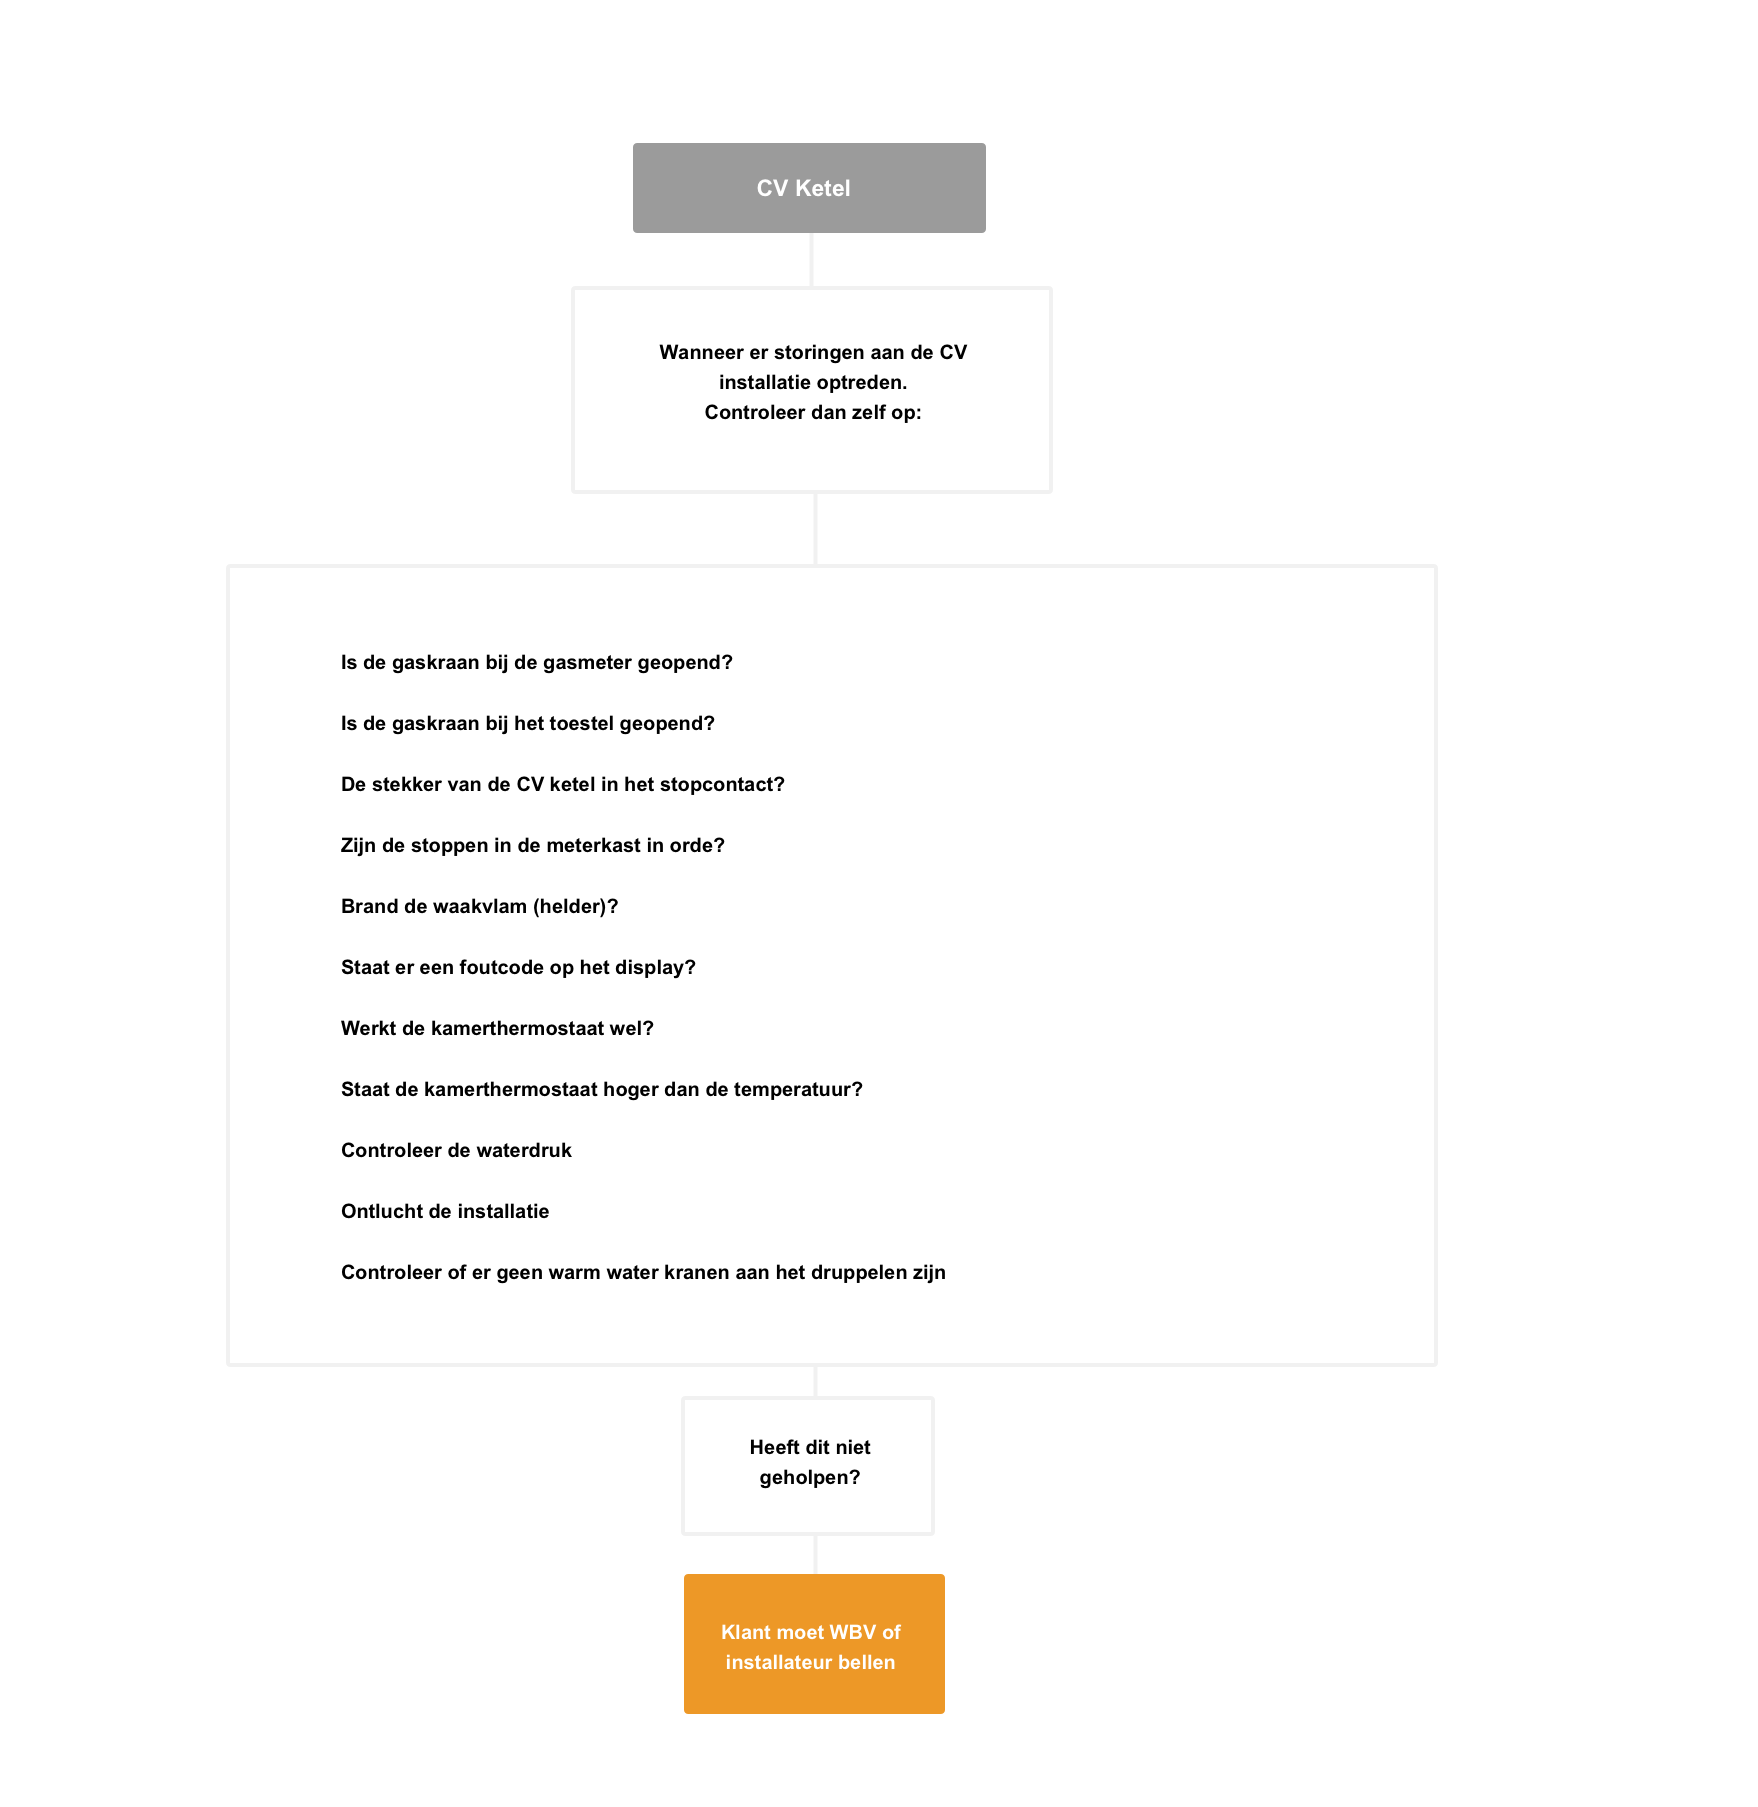 CV Ketel
Wanneer er storingen aan de CV
installatie optreden.
Controleer dan zelf op:
Is de gaskraan bij de gasmeter geopend?
Is de gaskraan bij het toestel geopend?
De stekker van de CV ketel in het stopcontact?
Zijn de stoppen in de meterkast in orde?
Brand de waakvlam (helder)?
Staat er een foutcode op het display?
Werkt de kamerthermostaat wel?
Staat de kamerthermostaat hoger dan de temperatuur?
Controleer de waterdruk
Ontlucht de installatie
Controleer of er geen warm water kranen aan het druppelen zijn
Heeft dit niet
geholpen?
Klant moet WBV of
installateur bellen